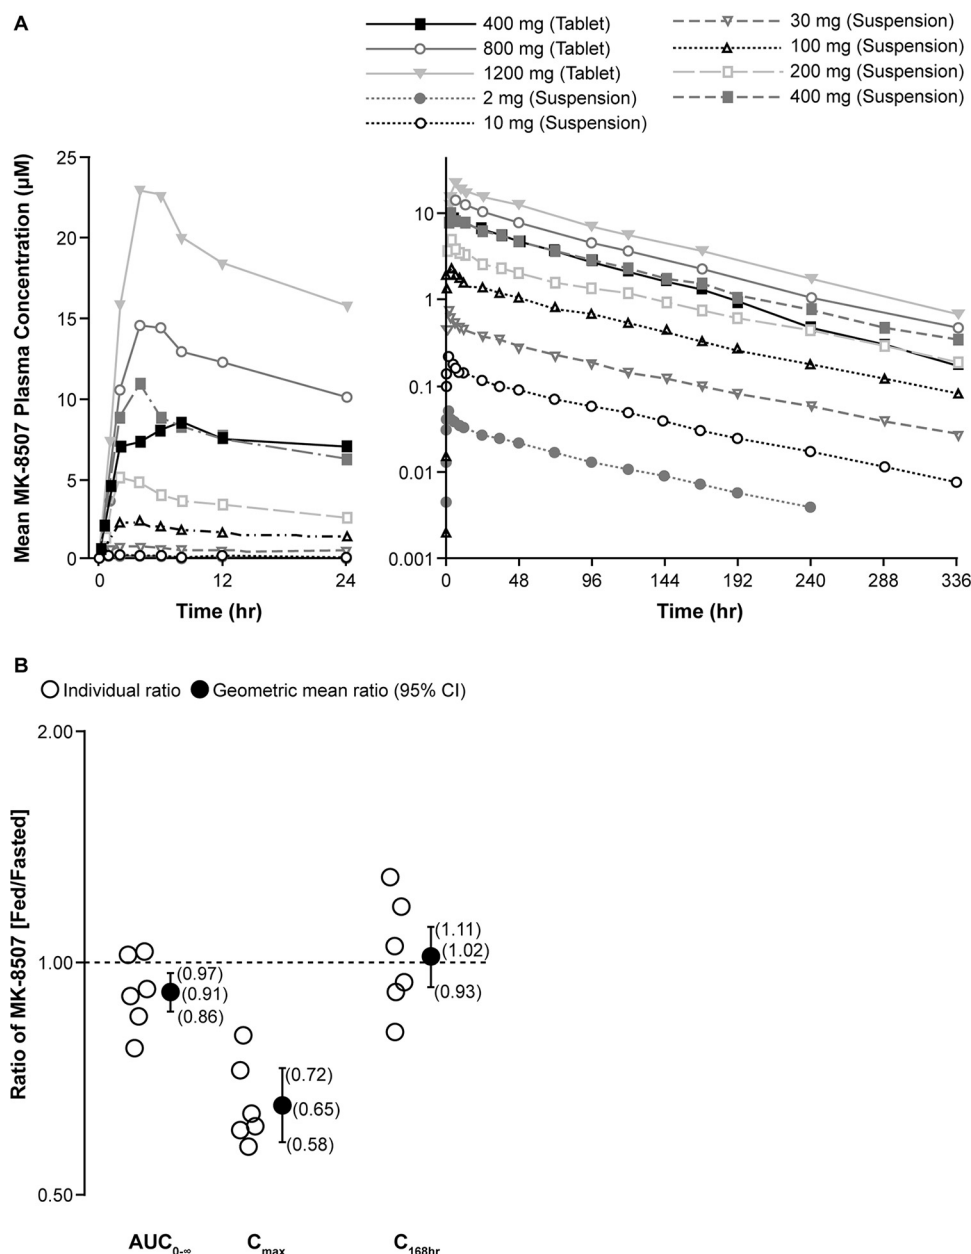 A
400 mg (Tablet)
800 mg (Tablet)
1200 mg (Tablet)
2 mg (Suspension)
10 mg (Suspension)
30 mg (Suspension)
100 mg (Suspension)
200 mg (Suspension)
400 mg (Suspension)
Mean MK-8507 Plasma Concentration (µM)
25
20
15
10
5
0
0 12 24
Time (hr)
10
1
0.1
0.01
0.001
0 48 96 144 192 240 288 336
Time (hr)
B
Individual ratio Geometric mean ratio (95% CI)
Ratio of MK-8507 [Fed/Fasted]
2.00
1.00
0.50
(0.97)
(0.91)
(0.86)
(0.72)
(0.65)
(0.58)
(1.11)
(1.02)
(0.93)
AUC0-∞ Cmax C168hr